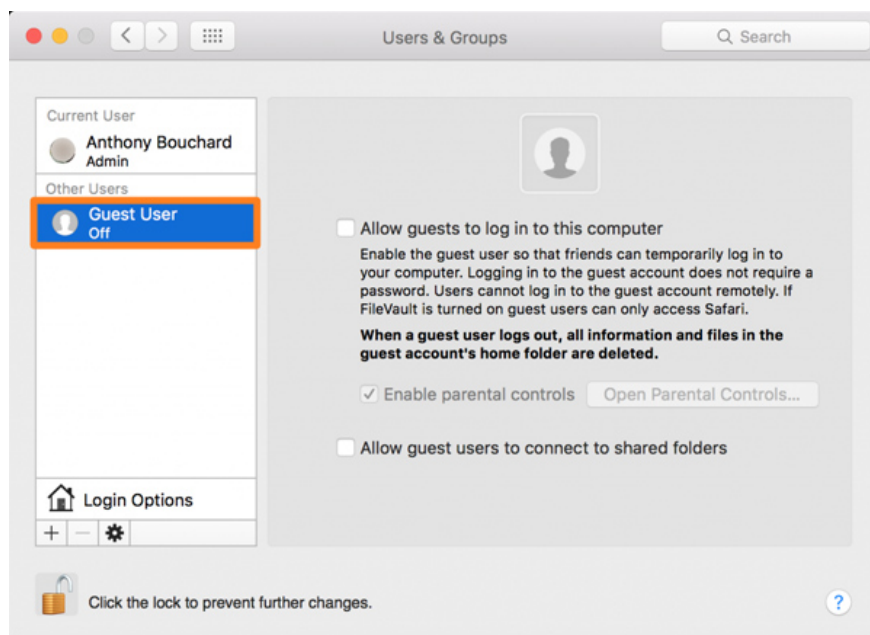 Users & Groups
Search
Current User
Anthony Bouchard
Admin
Other Users
Guest User
Off
Login Options
Allow guests to log in to this computer
Enable the guest user so that friends can temporarily log in to
your computer. Logging in to the guest account does not require a
password. Users cannot log in to the guest account remotely. If
FileVault is turned on guest users can only access Safari.
When a guest user logs out, all information and files in the
guest account's home folder are deleted.
Enable parental controls
Open Parental Controls...
Allow guest users to connect to shared folders
Click the lock to prevent further changes.
?